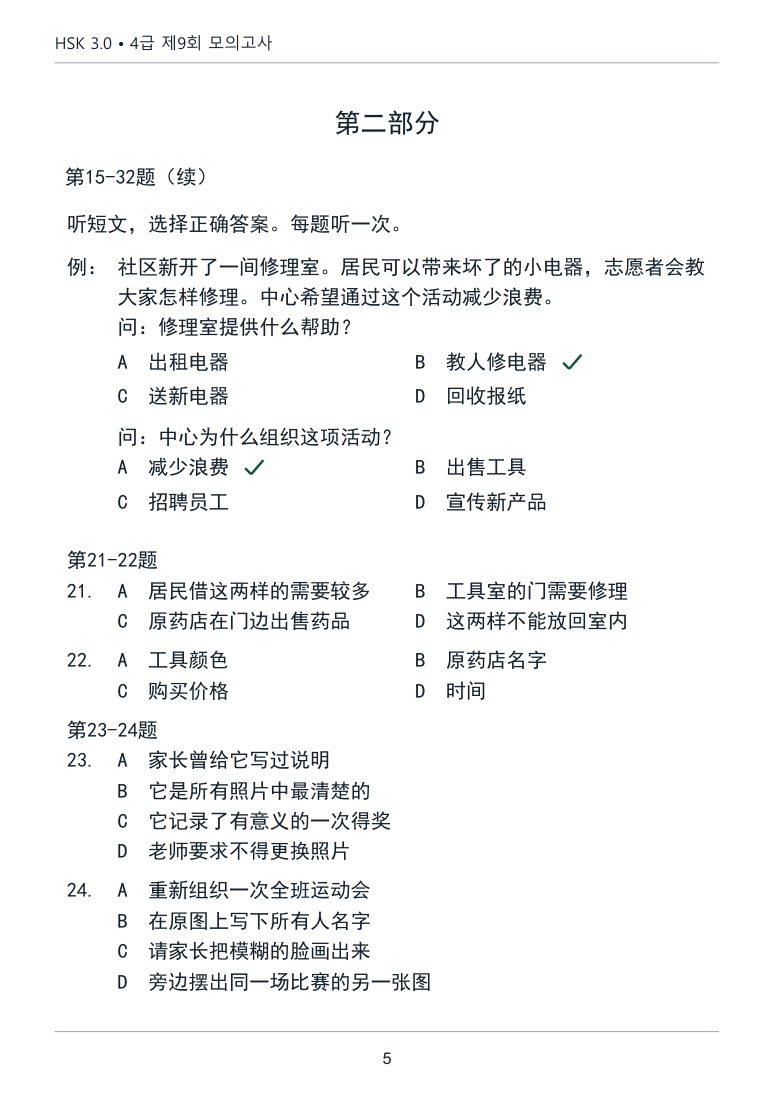 HSK 3.0 • 4급 제9회 모의고사
第二部分
第15-32题（续）
听短文，选择正确答案。每题听一次。
例： 社区新开了一间修理室。居民可以带来坏了的小电器，志愿者会教
大家怎样修理。中心希望通过这个活动减少浪费。
问：修理室提供什么帮助？
A 出租电器 B 教人修电器 ✓
C 送新电器 D 回收报纸
问：中心为什么组织这项活动？
A 减少浪费 ✓ B 出售工具
C 招聘员工 D 宣传新产品
第21-22题
21. A 居民借这两样的需要较多 B 工具室的门需要修理
C 原药店在门边出售药品 D 这两样不能放回室内
22. A 工具颜色 B 原药店名字
C 购买价格 D 时间
第23-24题
23. A 家长曾给它写过说明
B 它是所有照片中最清楚的
C 它记录了有意义的一次得奖
D 老师要求不得更换照片
24. A 重新组织一次全班运动会
B 在原图上写下所有人名字
C 请家长把模糊的脸画出来
D 旁边摆出同一场比赛的另一张图
5